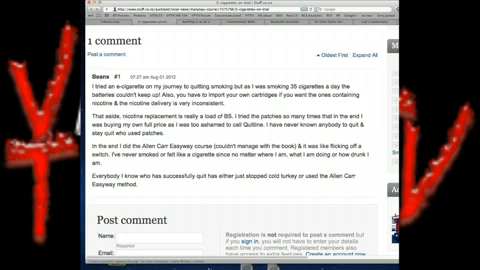 E-cigarettes on trial | Stuff.co.nz
1 comment
Post a comment
Oldest First Expand All
Beans #1 07:27 am Aug 01 2012
I tried an e-cigarette on my journey to quitting smoking but as I was smoking 35 cigarettes a day the
batteries couldn't keep up! Also, you have to import your own cartridges if you want the ones containing
nicotine & the nicotine delivery is very inconsistent.
That aside, nicotine replacement is really a load of BS. I tried the patches so many times that in the end I
was buying my own full price as I was too ashamed to call Quitline. I have never known anybody to quit &
stay quit who used patches.
In the end I did the Allen Carr Easyway course (couldn't manage with the book) & it was like flicking off a
switch. I've never smoked or felt like a cigarette since no matter where I am, what I am doing or how drunk I
am.
Everybody I know who has successfully quit has either just stopped cold turkey or used the Allen Carr
Easyway method.
Post comment
Name:
Required
Email:
Registration is not required to post a comment but
if you sign in, you will not have to enter your details
each time you comment. Registered members also
have access to extra features. Create an account now.